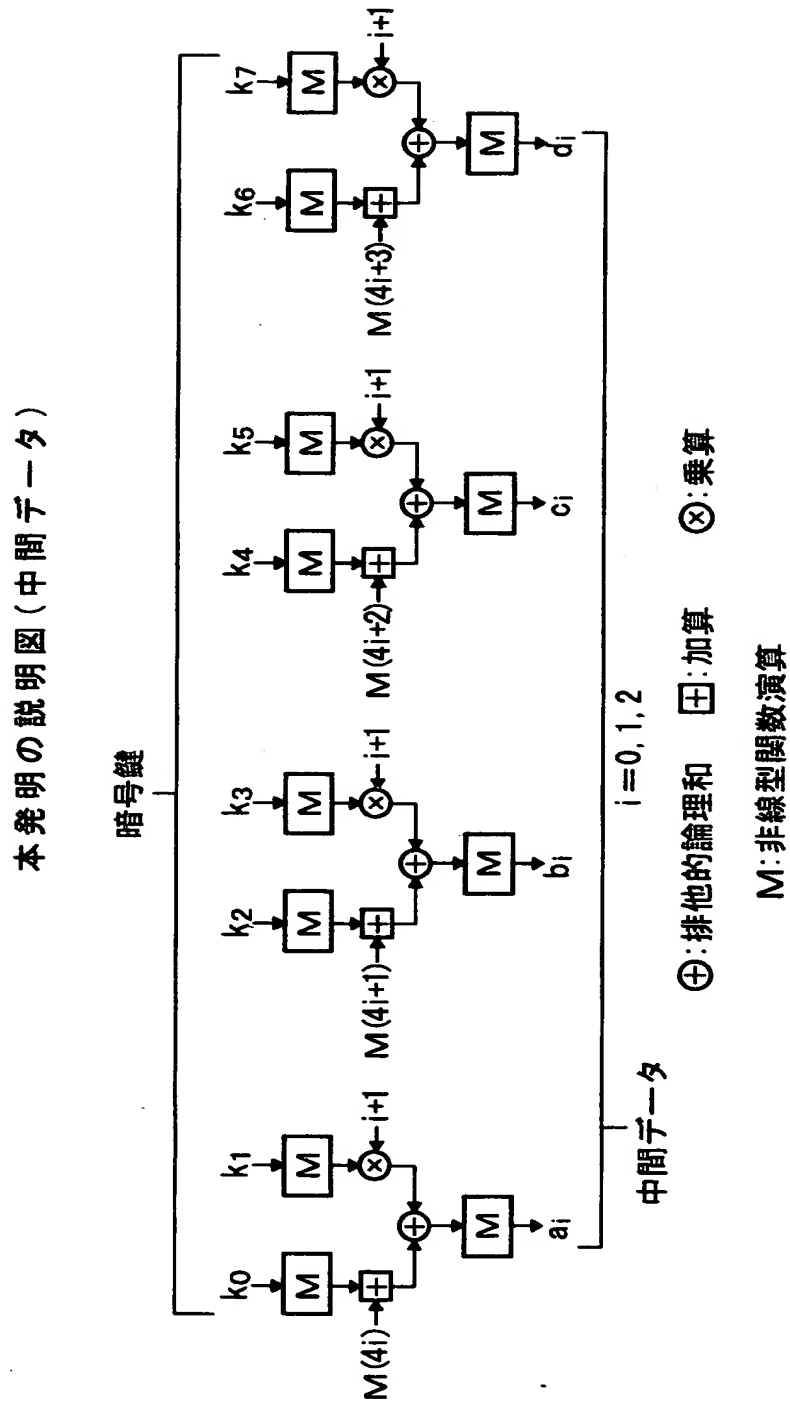 本発明の説明図(中間データ)
暗号鍵
k0 k1 k2 k3 k4 k5 k6 k7
M M M M M M M M
M(4i) i+1 M(4i+1) i+1 M(4i+2) i+1 M(4i+3) i+1
M M M M
ai bi ci di
i=0,1,2
中間データ
⊕:排他的論理和 ⊞:加算 ⊗:乗算
M:非線型関数演算